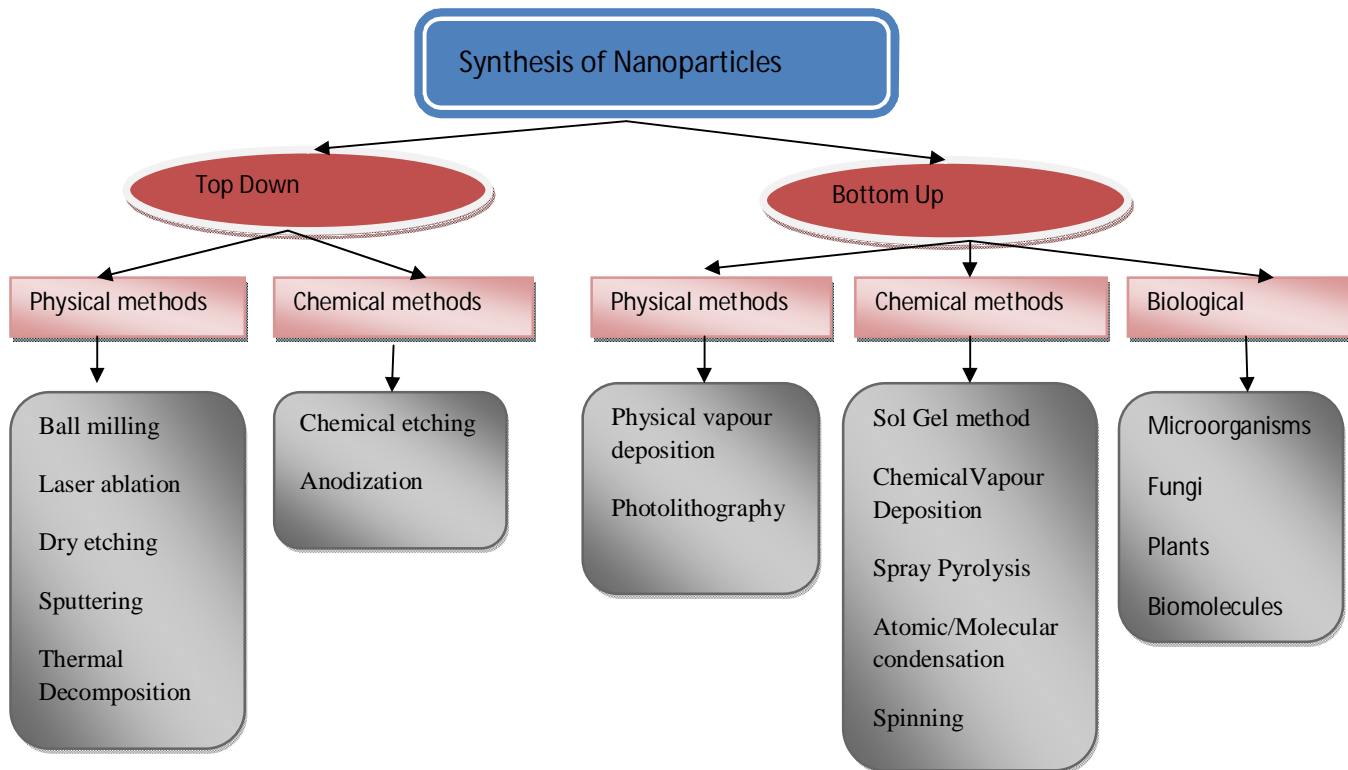 Synthesis of Nanoparticles
Top Down
Bottom Up
Physical methods
Chemical methods
Physical methods
Chemical methods
Biological
Ball milling
Laser ablation
Dry etching
Sputtering
Thermal
Decomposition
Chemical etching
Anodization
Physical vapour
deposition
Photolithography
Sol Gel method
ChemicalVapour
Deposition
Spray Pyrolysis
Atomic/Molecular
condensation
Spinning
Microorganisms
Fungi
Plants
Biomolecules